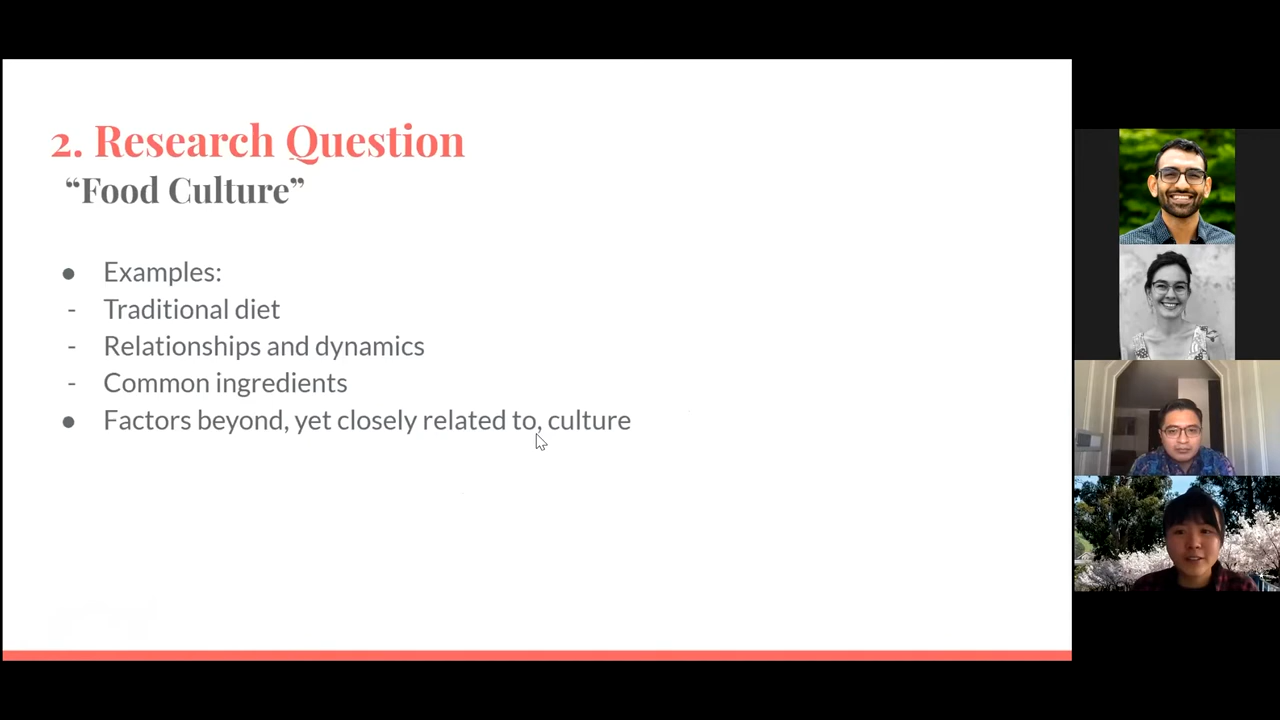 2. Research Question
“Food Culture”
● Examples:
- Traditional diet
- Relationships and dynamics
- Common ingredients
● Factors beyond, yet closely related to, culture